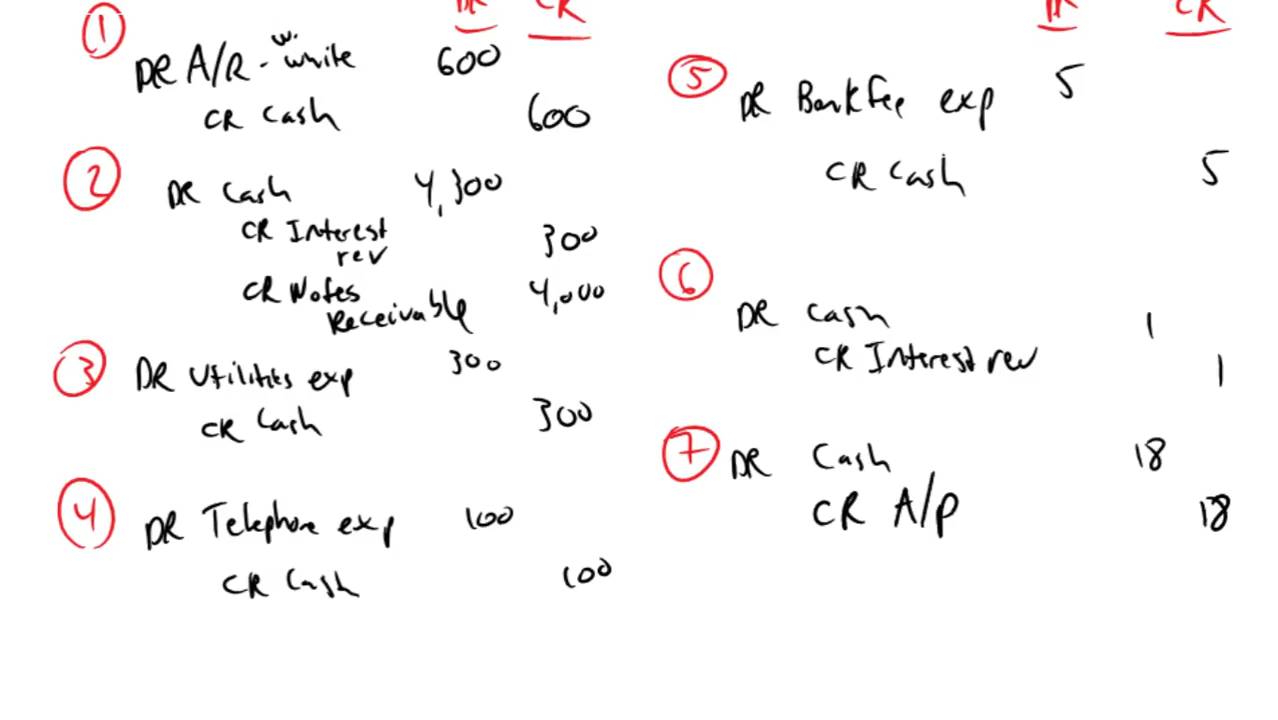 DR CR
① DR A/R - W. White 600
CR Cash 600
② DR Cash 4,300
CR Interest rev 300
CR Notes Receivable 4,000
③ DR Utilities exp 300
CR Cash 300
④ DR Telephone exp 100
CR Cash 100
DR CR
⑤ DR Bank Fee exp 5
CR Cash 5
⑥ DR Cash 1
CR Interest rev 1
⑦ DR Cash 18
CR A/P 18